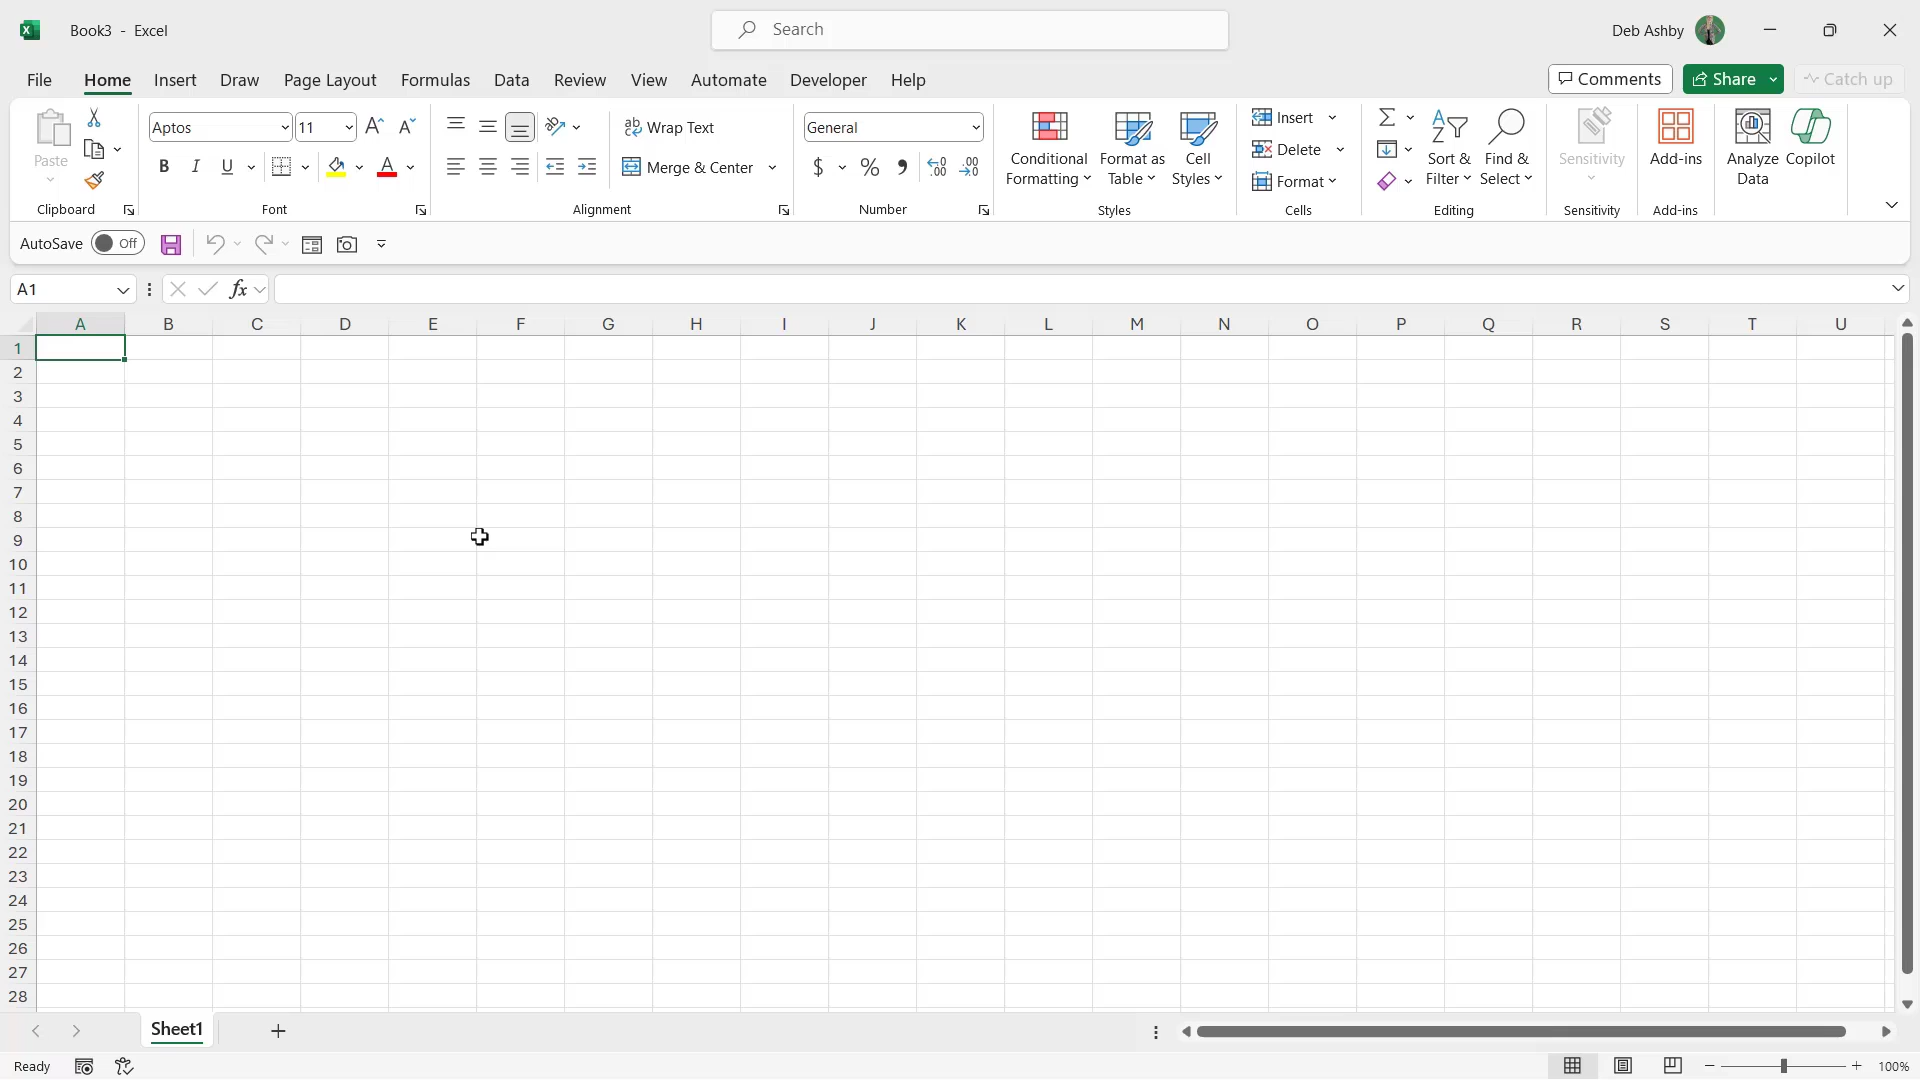 Book3 - Excel
Search
Deb Ashby
File Home Insert Draw Page Layout Formulas Data Review View Automate Developer Help
Comments Share Catch up
Paste
Clipboard
Aptos 11
B I U A
Font
Wrap Text
Merge & Center
Alignment
General
$ % , .00 .00
Number
Conditional Formatting
Format as Table
Cell Styles
Styles
Insert
Delete
Format
Cells
Sort & Filter
Find & Select
Editing
Sensitivity
Sensitivity
Add-ins
Add-ins
Analyze Data
Copilot
AutoSave Off
A1 fx
A B C D E F G H I J K L M N O P Q R S T U
1
2
3
4
5
6
7
8
9
10
11
12
13
14
15
16
17
18
19
20
21
22
23
24
25
26
27
28
Sheet1
Ready
100%